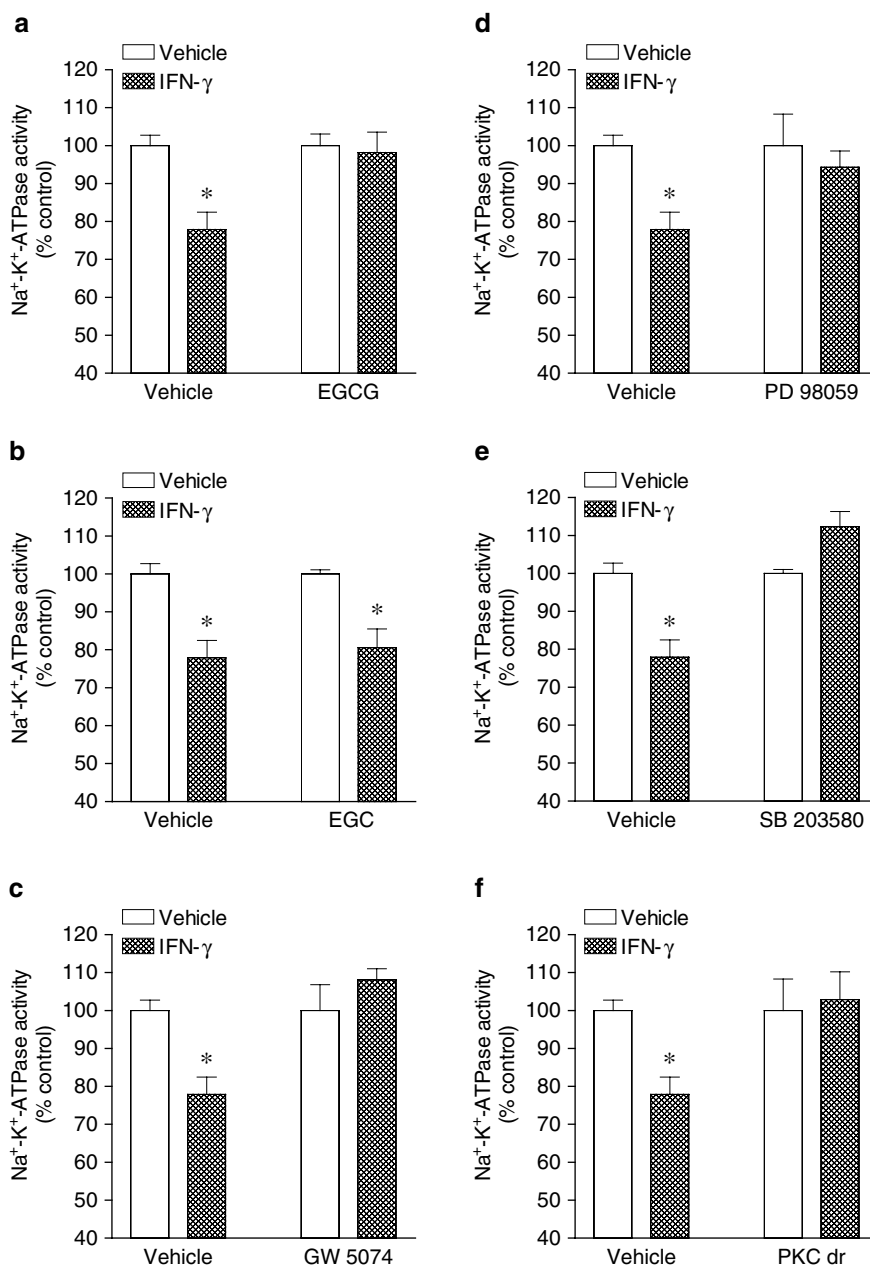 a
Vehicle
IFN-γ
Na⁺-K⁺-ATPase activity
(% control)
120
110
100
90
80
70
60
50
40
*
Vehicle EGCG
d
Vehicle
IFN-γ
Na⁺-K⁺-ATPase activity
(% control)
120
110
100
90
80
70
60
50
40
*
Vehicle PD 98059
b
Vehicle
IFN-γ
Na⁺-K⁺-ATPase activity
(% control)
120
110
100
90
80
70
60
50
40
* *
Vehicle EGC
e
Vehicle
IFN-γ
Na⁺-K⁺-ATPase activity
(% control)
120
110
100
90
80
70
60
50
40
*
Vehicle SB 203580
c
Vehicle
IFN-γ
Na⁺-K⁺-ATPase activity
(% control)
120
110
100
90
80
70
60
50
40
*
Vehicle GW 5074
f
Vehicle
IFN-γ
Na⁺-K⁺-ATPase activity
(% control)
120
110
100
90
80
70
60
50
40
*
Vehicle PKC dr